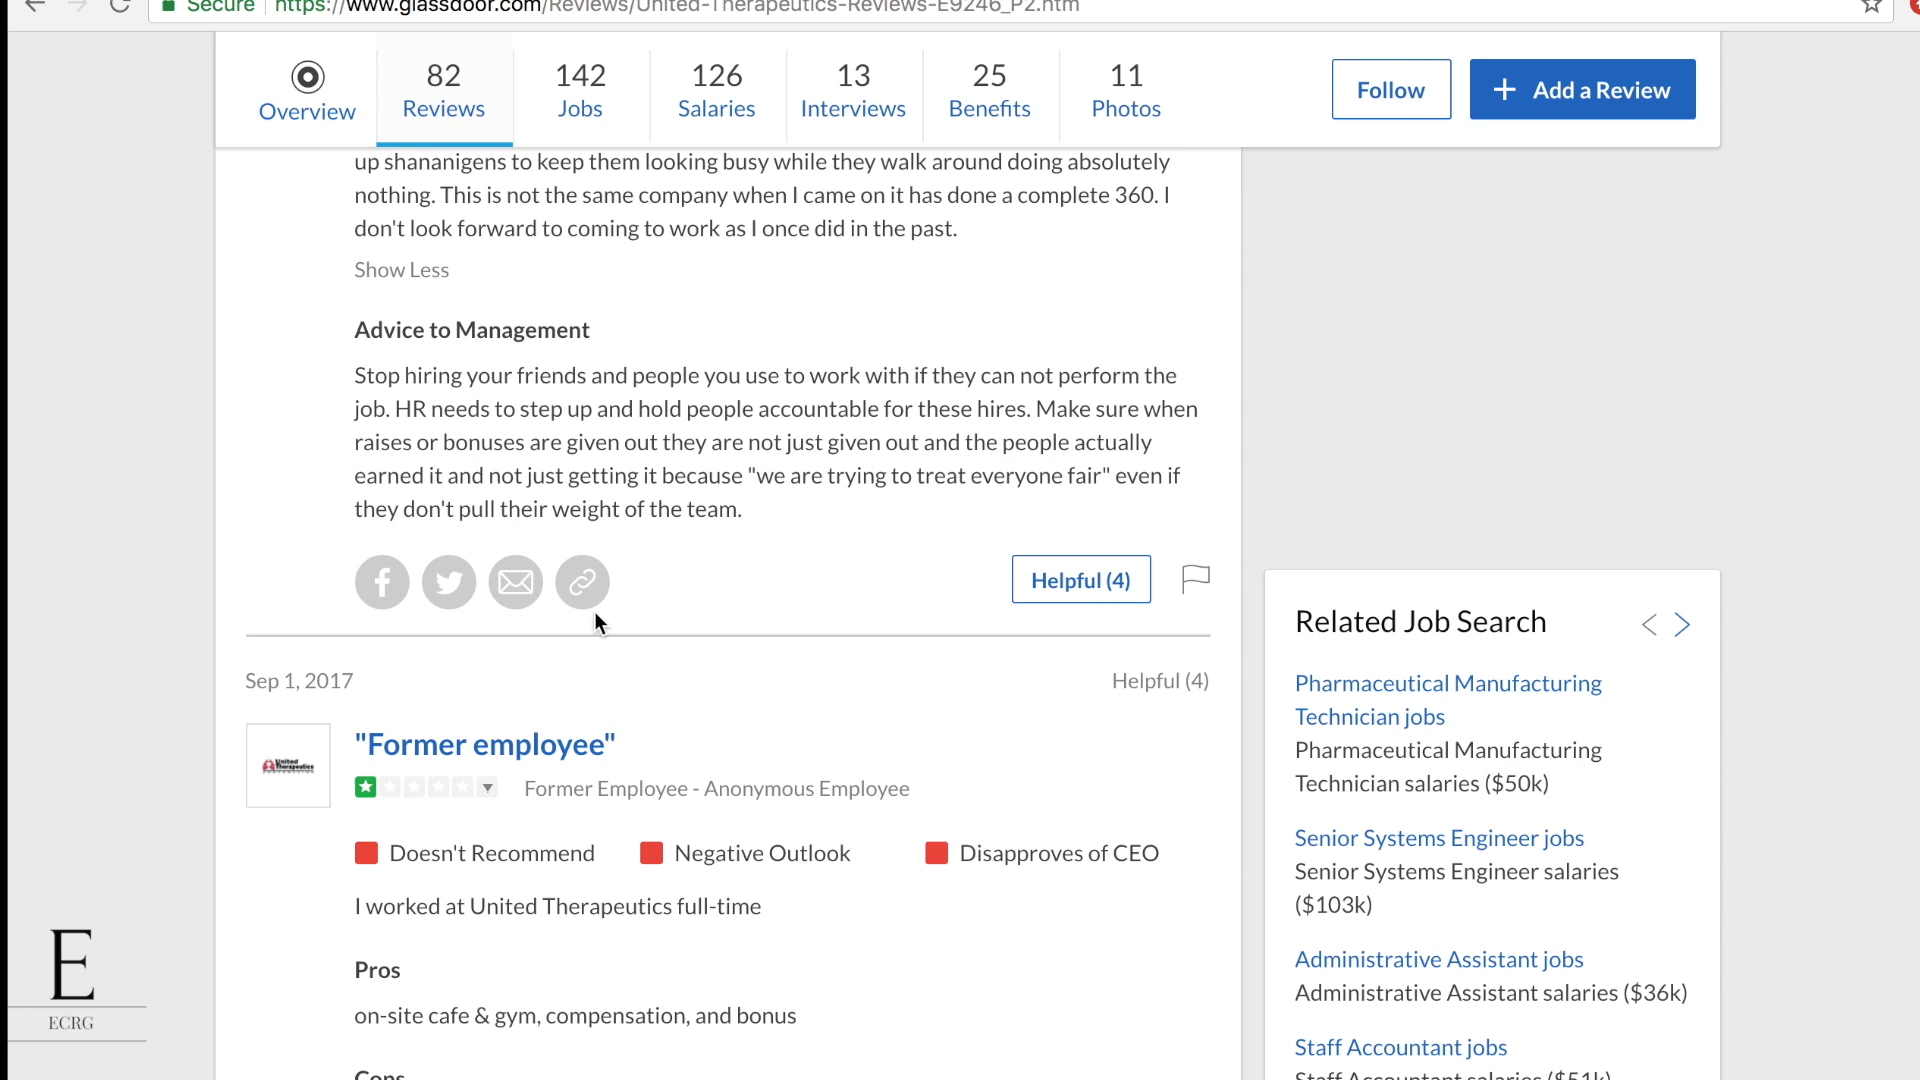 Secure https://www.glassdoor.com/Reviews/United-Therapeutics-Reviews-E9246_P2.htm
82 142 126 13 25 11
Overview Reviews Jobs Salaries Interviews Benefits Photos
Follow + Add a Review
up shananigens to keep them looking busy while they walk around doing absolutely
nothing. This is not the same company when I came on it has done a complete 360. I
don't look forward to coming to work as I once did in the past.
Show Less
Advice to Management
Stop hiring your friends and people you use to work with if they can not perform the
job. HR needs to step up and hold people accountable for these hires. Make sure when
raises or bonuses are given out they are not just given out and the people actually
earned it and not just getting it because "we are trying to treat everyone fair" even if
they don't pull their weight of the team.
Helpful (4)
Sep 1, 2017 Helpful (4)
United
Therapeutics
"Former employee"
Former Employee - Anonymous Employee
Doesn't Recommend Negative Outlook Disapproves of CEO
I worked at United Therapeutics full-time
Pros
on-site cafe & gym, compensation, and bonus
Cons
Related Job Search
Pharmaceutical Manufacturing
Technician jobs
Pharmaceutical Manufacturing
Technician salaries ($50k)
Senior Systems Engineer jobs
Senior Systems Engineer salaries
($103k)
Administrative Assistant jobs
Administrative Assistant salaries ($36k)
Staff Accountant jobs
Staff Accountant salaries ($51k)
E
ECRG